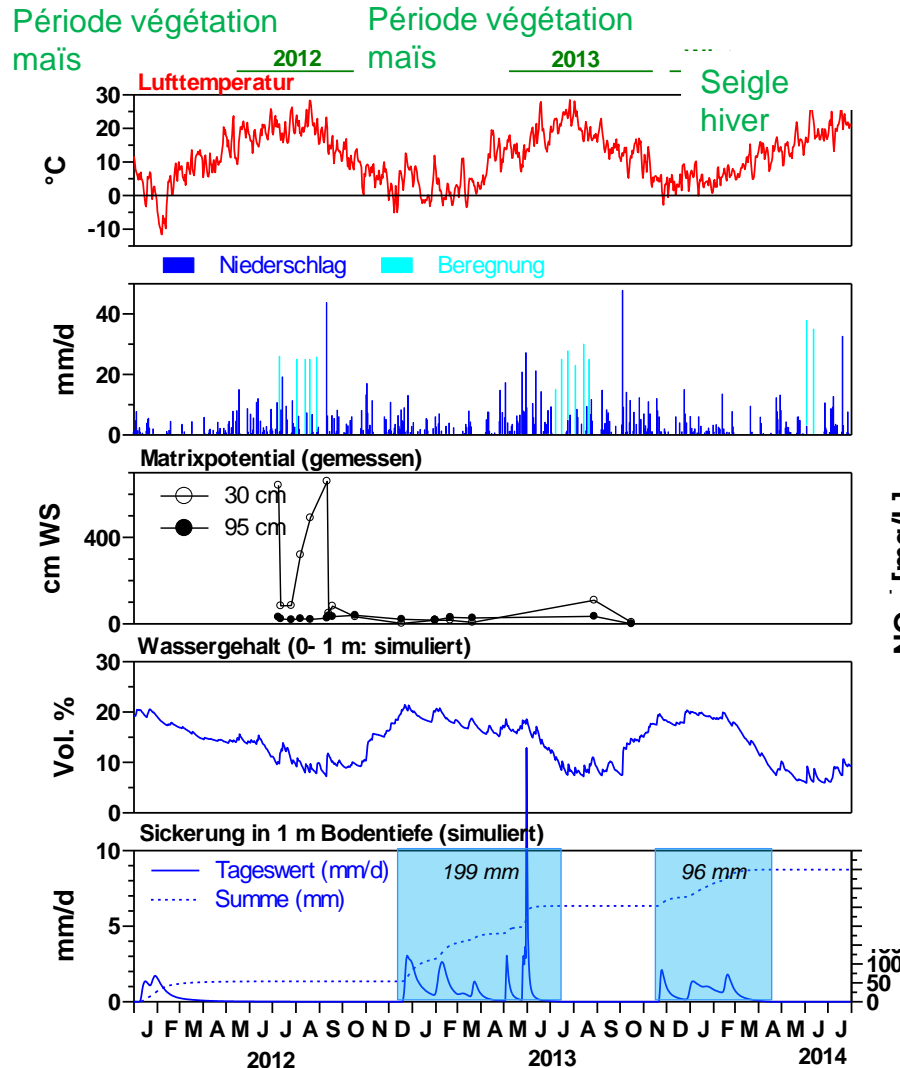 Période végétation
maïs
Période végétation
maïs
2012
2013
Seigle
hiver
Lufttemperatur
°C
30
20
10
0
-10
Niederschlag
Beregnung
mm/d
40
20
0
Matrixpotential (gemessen)
30 cm
95 cm
cm WS
400
0
Wassergehalt (0- 1 m: simuliert)
Vol. %
30
20
10
0
Sickerung in 1 m Bodentiefe (simuliert)
Tageswert (mm/d)
Summe (mm)
199 mm
96 mm
mm/d
10
5
0
100
50
0
J F M A M J J A S O N D J F M A M J J A S O N D J F M A M J J
2012
2013
2014